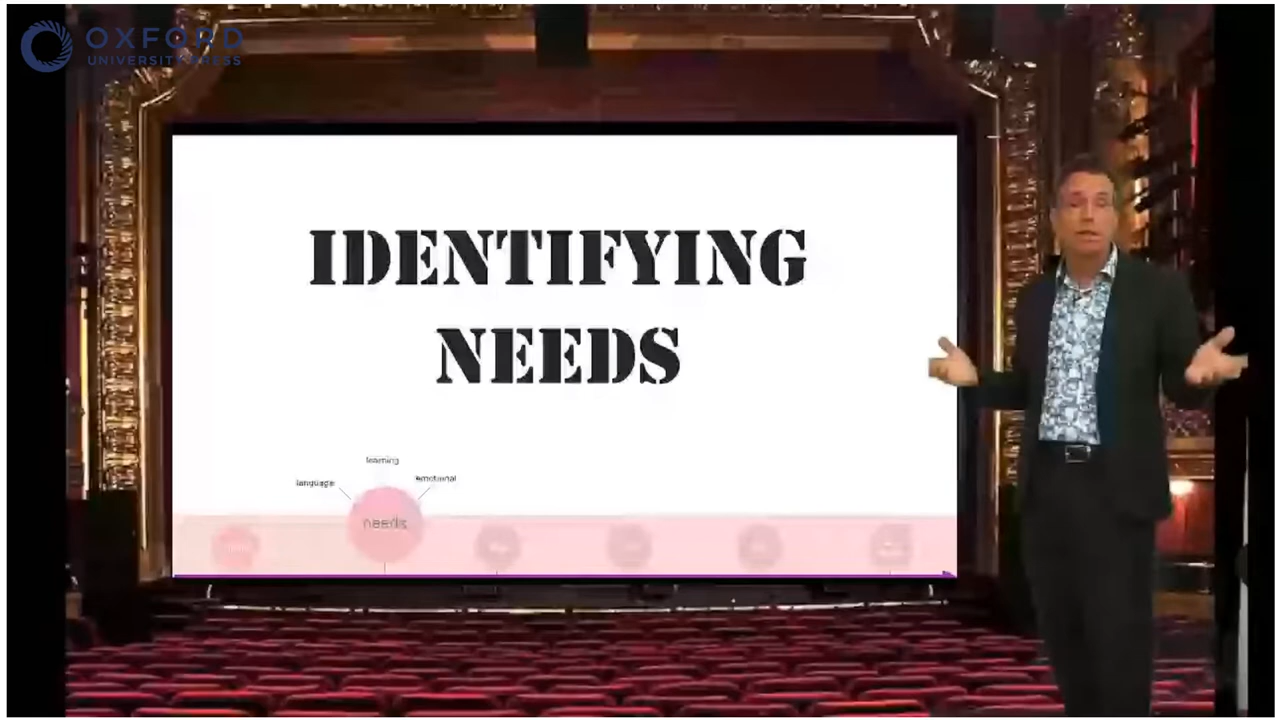 OXFORD
UNIVERSITY PRESS
IDENTIFYING
NEEDS
learning
language
emotional
needs